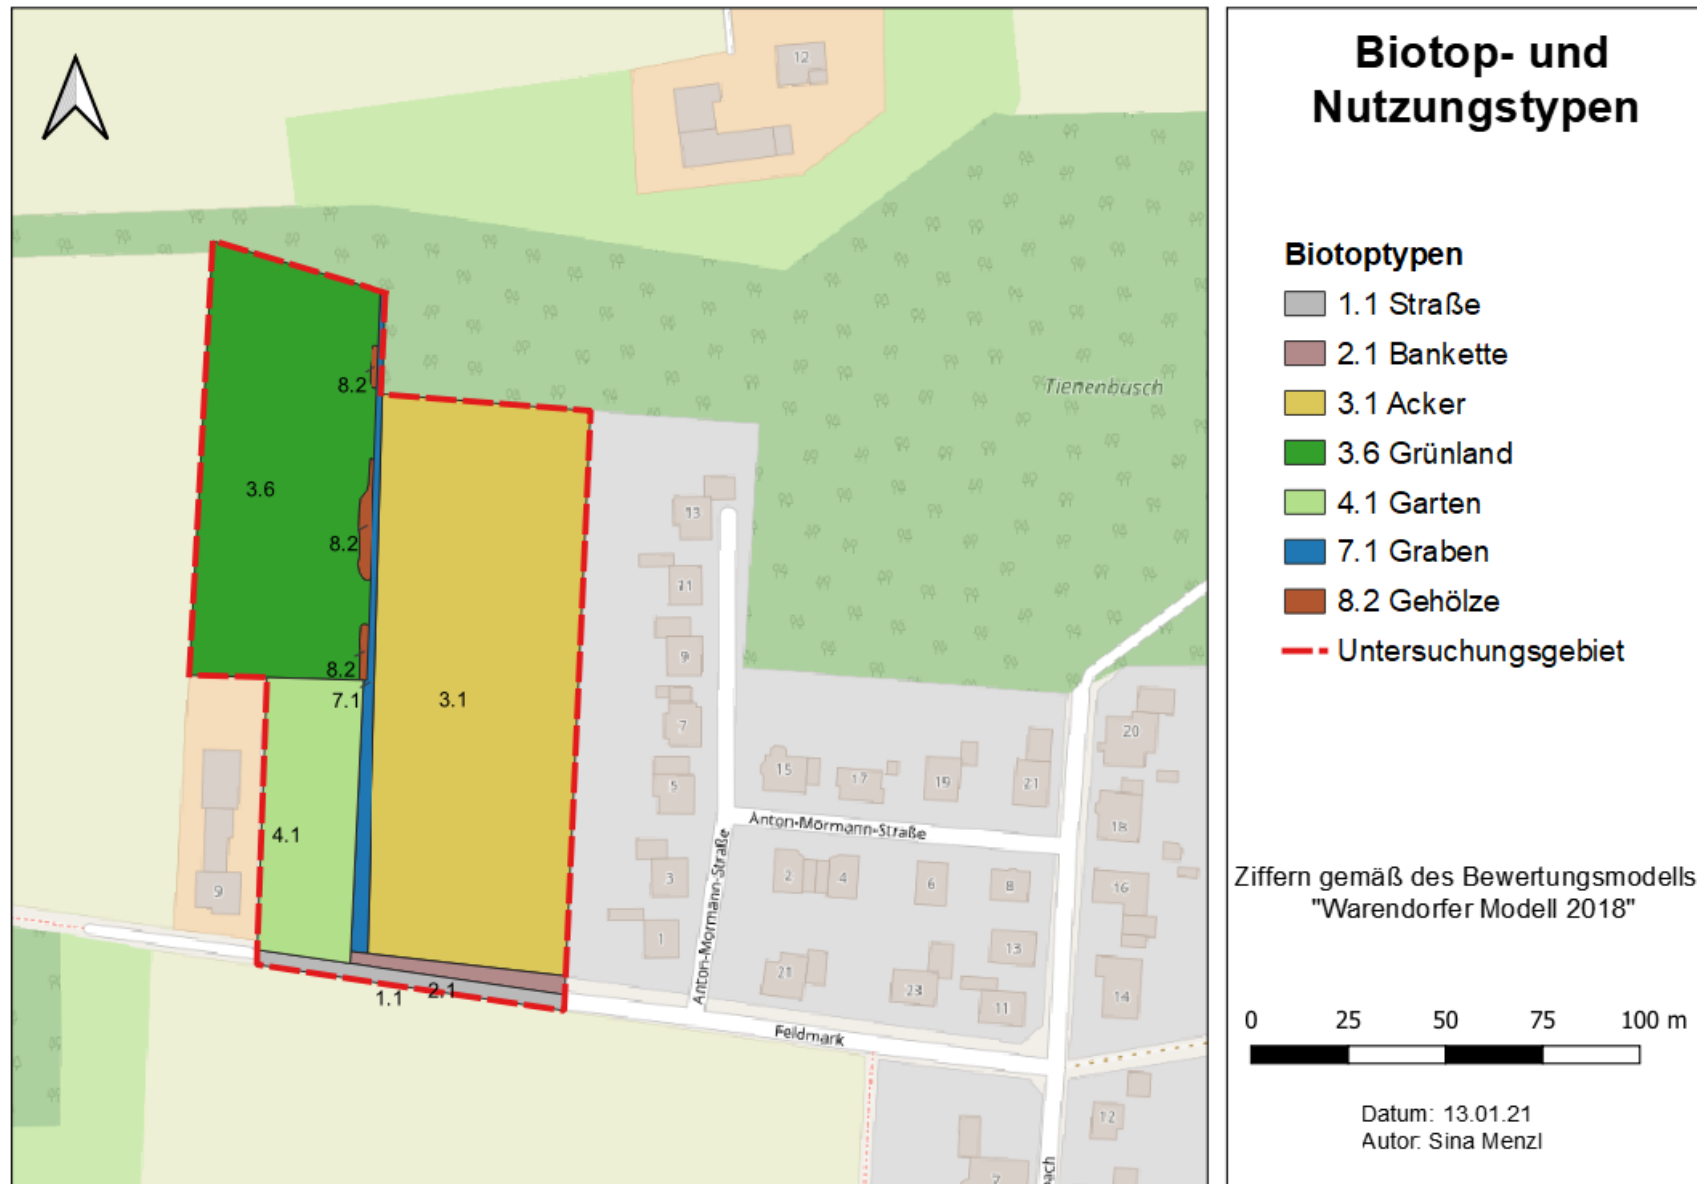 12
Tienenbusch
8.2
3.6
13
8.2
11
9
8.2
7.1
3.1
7
20
15
17
19
21
5
18
Anton-Mormann-Straße
4.1
Anton-Mormann-Straße
3
2
4
6
8
16
9
1
13
21
23
11
14
1.1
2.1
Feldmark
12
7
bach
Biotop- und
Nutzungstypen
Biotoptypen
1.1 Straße
2.1 Bankette
3.1 Acker
3.6 Grünland
4.1 Garten
7.1 Graben
8.2 Gehölze
Untersuchungsgebiet
Ziffern gemäß des Bewertungsmodells
"Warendorfer Modell 2018"
0 25 50 75 100 m
Datum: 13.01.21
Autor: Sina Menzl